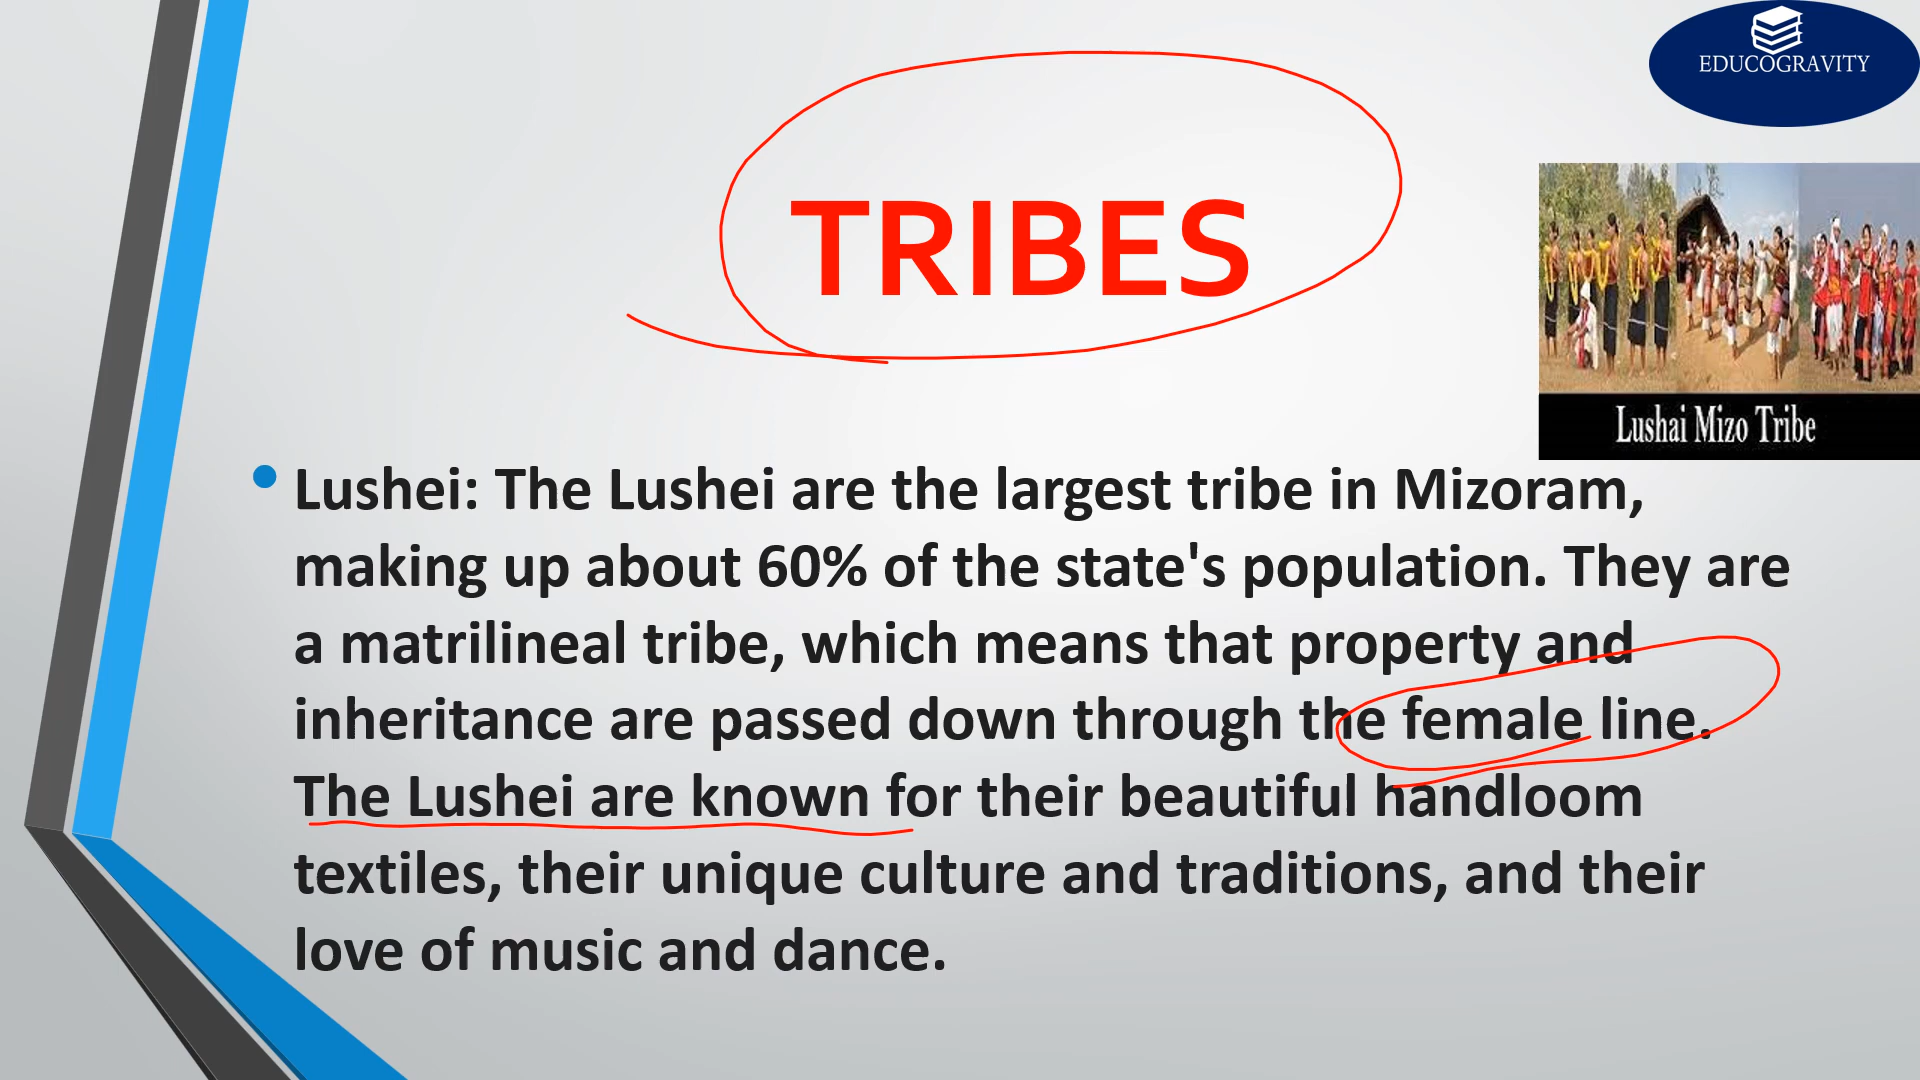 EDUCOGRAVITY
TRIBES
Lushai Mizo Tribe
Lushei: The Lushei are the largest tribe in Mizoram,
making up about 60% of the state's population. They are
a matrilineal tribe, which means that property and
inheritance are passed down through the female line.
The Lushei are known for their beautiful handloom
textiles, their unique culture and traditions, and their
love of music and dance.